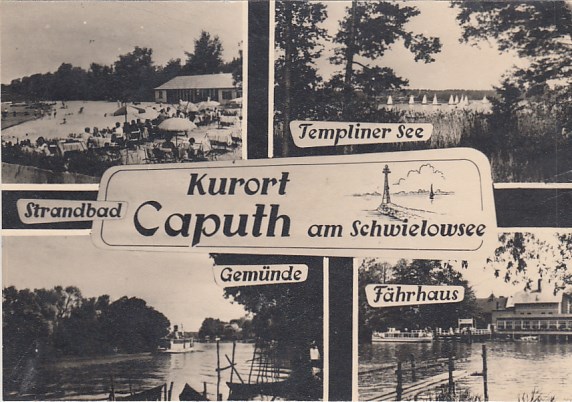 Templiner See
Kurort
Strandbad
Caputh am Schwielowsee
Gemünde
Fährhaus